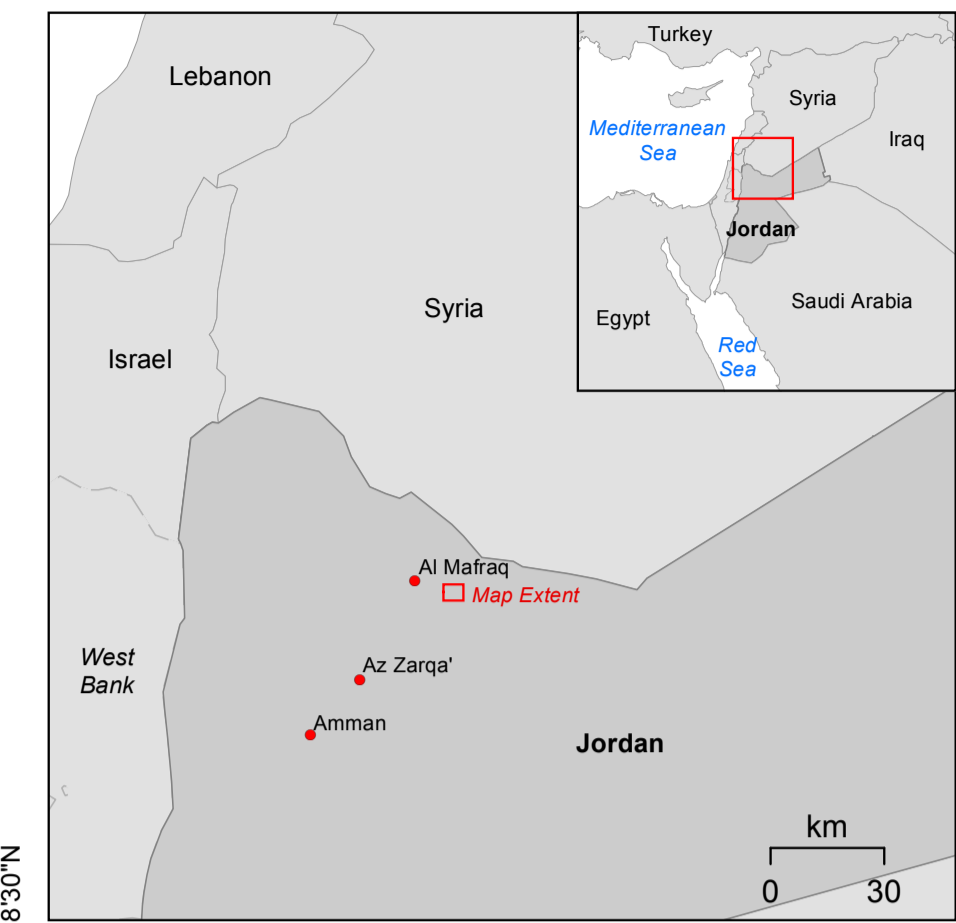 Turkey
Lebanon
Syria
Mediterranean
Sea
Iraq
Jordan
Saudi Arabia
Egypt
Red
Sea
Syria
Israel
Al Mafraq
Map Extent
West
Bank
Az Zarqa'
Amman
Jordan
km
0 30
8'30"N